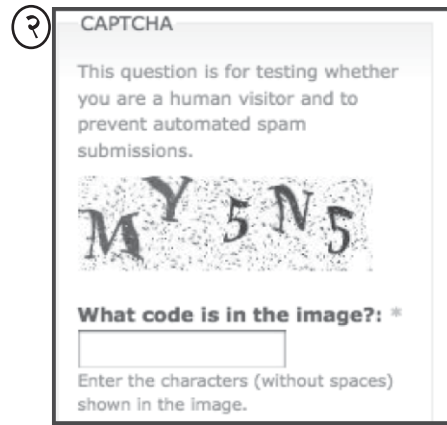 २
CAPTCHA
This question is for testing whether
you are a human visitor and to
prevent automated spam
submissions.
MY5N5
What code is in the image?: *
Enter the characters (without spaces)
shown in the image.